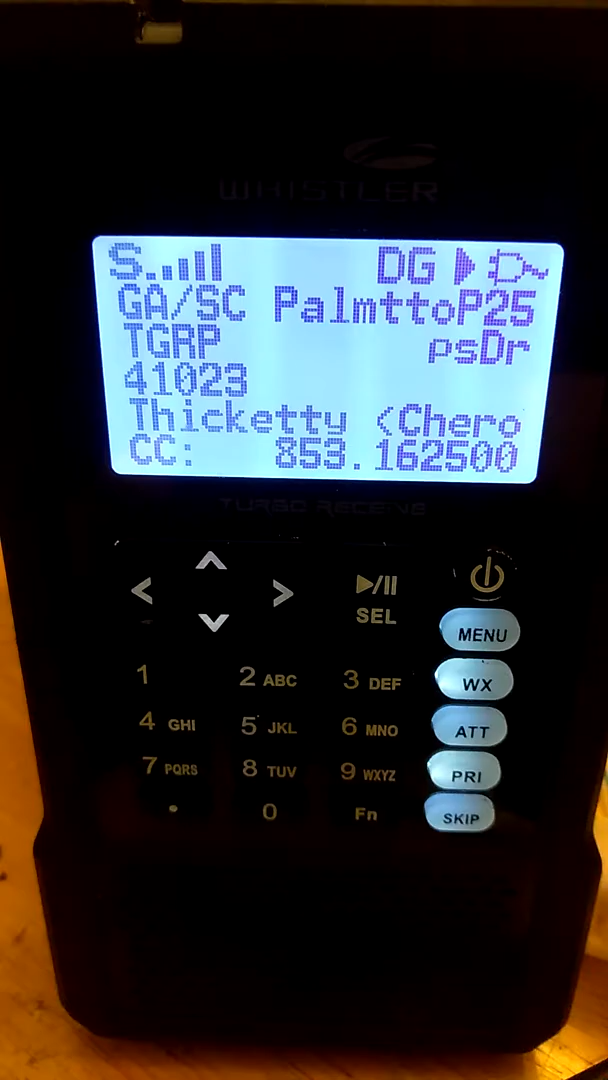 WHISTLER
S DG
GA/SC PalmttoP25
TGRP psDr
41023
Thicketty <Chero
CC: 853.162500
TURBO RECEIVE
< > ▶/II
SEL
MENU
1 2 ABC 3 DEF WX
4 GHI 5 JKL 6 MNO ATT
7 PQRS 8 TUV 9 WXYZ PRI
. 0 Fn SKIP